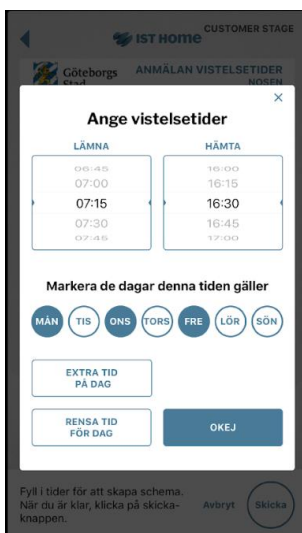 CUSTOMER STAGE
IST Home
Göteborgs
Stad
ANMÄLAN VISTELSETIDER
NOSEN
×
Ange vistelsetider
LÄMNA
HÄMTA
06:45
16:00
07:00
16:15
07:15
16:30
07:30
16:45
07:45
17:00
Markera de dagar denna tiden gäller
MÅN TIS ONS TORS FRE LÖR SÖN
EXTRA TID
PÅ DAG
RENSA TID
FÖR DAG
OKEJ
Fyll i tider för att skapa schema.
När du är klar, klicka på skicka-
knappen.
Avbryt
Skicka